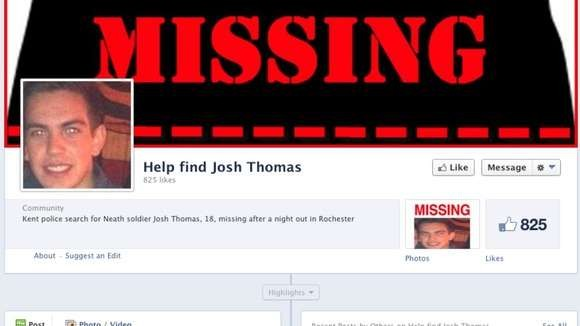 MISSING
Help find Josh Thomas
825 likes
Like
Message
Community
Kent police search for Neath soldier Josh Thomas, 18, missing after a night out in Rochester
About · Suggest an Edit
MISSING
Photos
825
Likes
Highlights
Post
Photo / Video
Recent Posts by Others on Help find Josh Thomas
See All